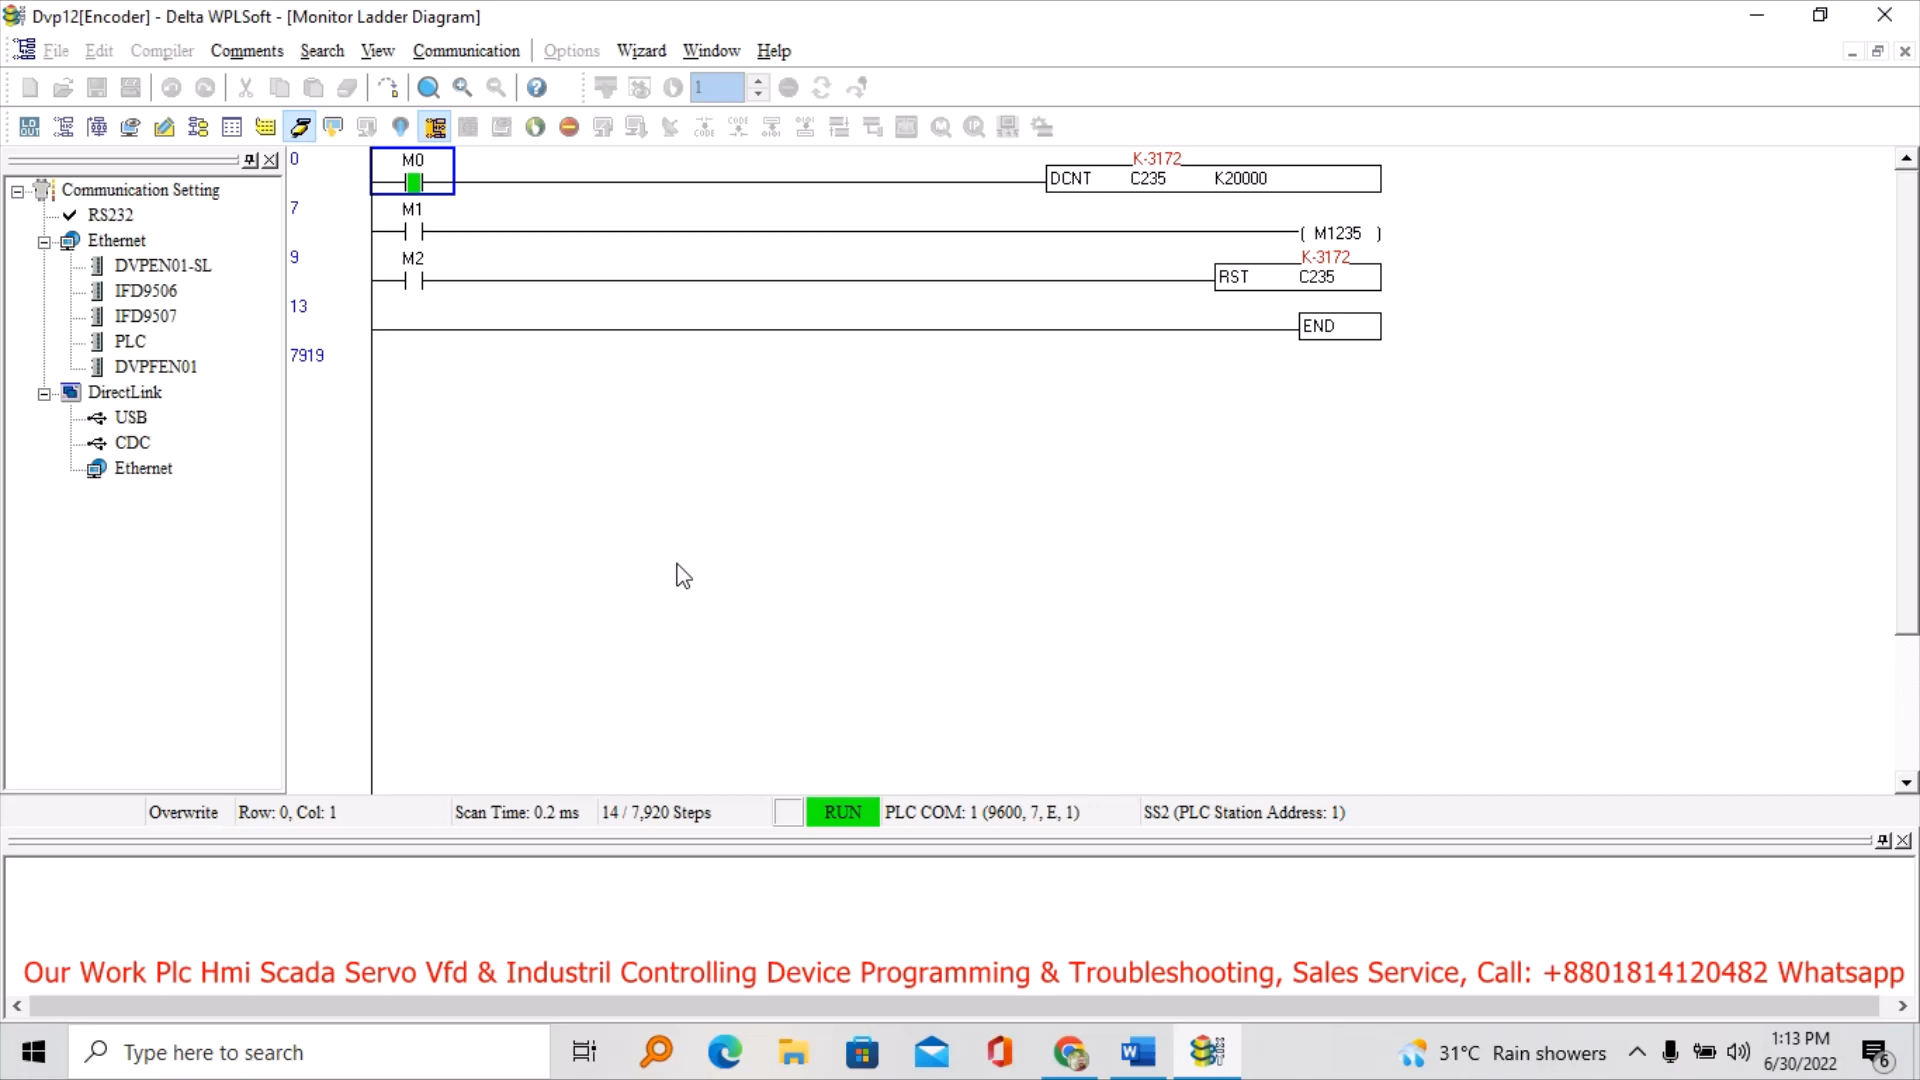 Dvp12[Encoder] - Delta WPLSoft - [Monitor Ladder Diagram]
File Edit Compiler Comments Search View Communication Options Wizard Window Help
1
Communication Setting
RS232
Ethernet
DVPEN01-SL
IFD9506
IFD9507
PLC
DVPFEN01
DirectLink
USB
CDC
Ethernet
0 M0 K-3172
DCNT C235 K20000
7 M1
( M1235 )
9 M2 K-3172
RST C235
13
END
7919
Overwrite Row: 0, Col: 1 Scan Time: 0.2 ms 14 / 7,920 Steps RUN PLC COM: 1 (9600, 7, E, 1) SS2 (PLC Station Address: 1)
Our Work Plc Hmi Scada Servo Vfd & Industril Controlling Device Programming & Troubleshooting, Sales Service, Call: +8801814120482 Whatsapp
Type here to search
31°C Rain showers
1:13 PM
6/30/2022
6